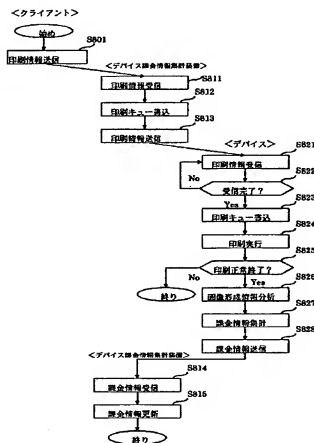 ＜クライアント＞
始め
S801
印刷情報送信
＜デバイス課金情報集計装置＞
S811
印刷情報受信
S812
印刷キュー書込
S813
印刷情報送信
＜デバイス＞
S821
印刷情報受信
S822
No
受信完了？
Yes
S823
印刷キュー書込
S824
印刷実行
S825
印刷正常終了？
No
Yes
S826
終り
画像形成情報分析
S827
課金情報集計
S828
課金情報送信
＜デバイス課金情報集計装置＞
S814
課金情報受信
S815
課金情報更新
終り